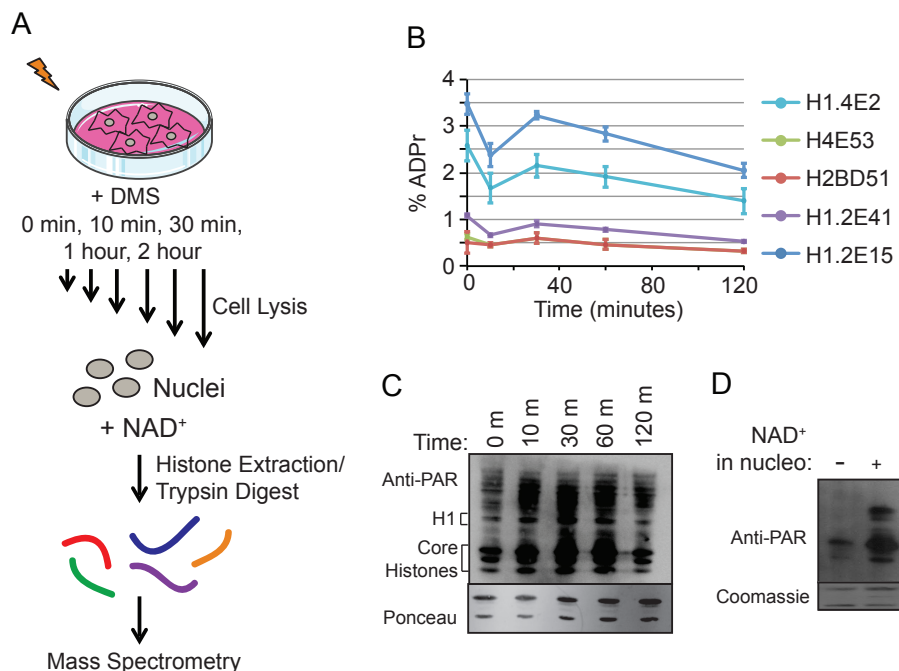 A
+ DMS
0 min, 10 min, 30 min,
1 hour, 2 hour
Cell Lysis
Nuclei
+ NAD⁺
Histone Extraction/
Trypsin Digest
Mass Spectrometry
B
% ADPr
4
3
2
1
0
0
40
80
120
Time (minutes)
H1.4E2
H4E53
H2BD51
H1.2E41
H1.2E15
C
Time:
0 m
10 m
30 m
60 m
120 m
Anti-PAR
H1
Core
Histones
Ponceau
D
NAD⁺
in nucleo:
- +
Anti-PAR
Coomassie